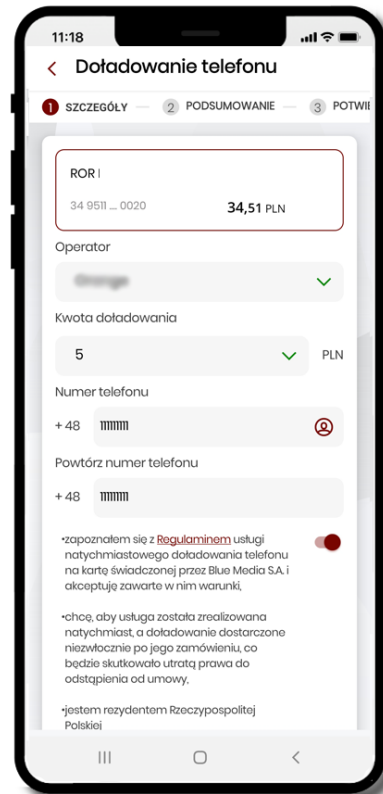 11:18
Doładowanie telefonu
1 SZCZEGÓŁY 2 PODSUMOWANIE 3
ROR I
34 9511 ... 0020 34,51 PLN
Operator
Kwota doładowania
5 PLN
Numer telefonu
+48 111111111
Powtórz numer telefonu
+48 111111111
•zapoznałem się z Regulaminem usługi
natychmiastowego doładowania telefonu
na kartę świadczonej przez Blue Media S.A. i
akceptuję zawarte w nim warunki,
•chcę, aby usługa została zrealizowana
natychmiast, a doładowanie dostarczone
niezwłocznie po jego zamówieniu, co
będzie skutkowało utratą prawa do
odstąpienia od umowy,
•jestem rezydentem Rzeczypospolitej
Polskiej